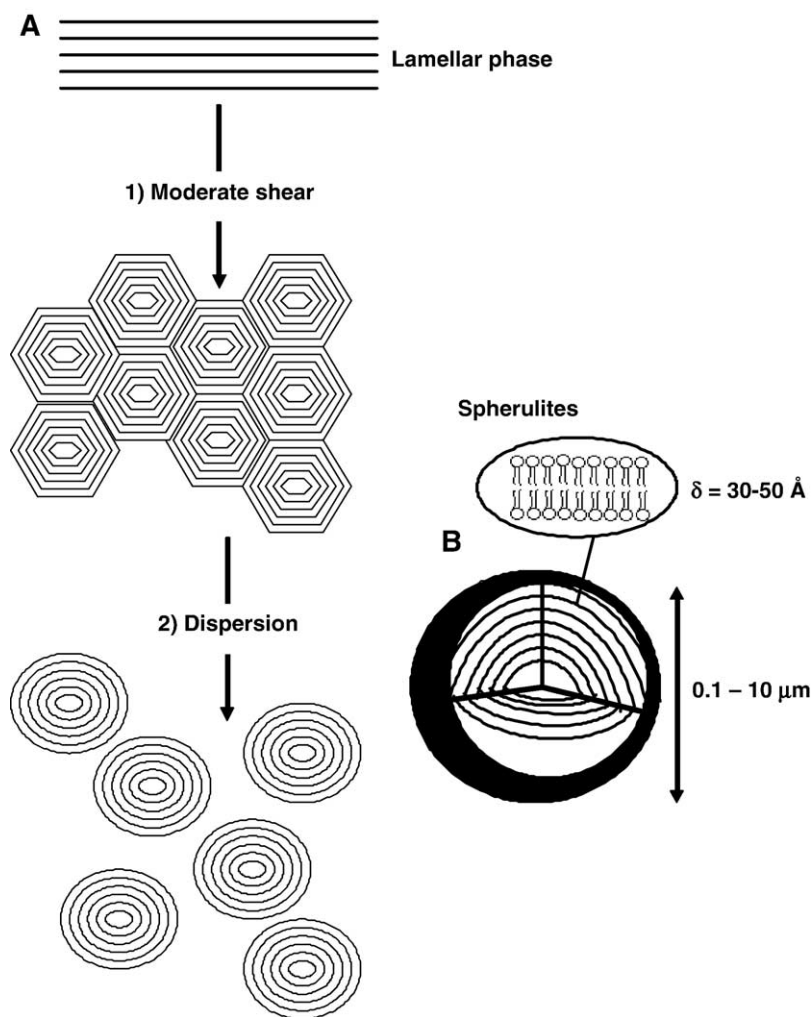 A
Lamellar phase
1) Moderate shear
Spherulites
δ = 30-50 Å
B
2) Dispersion
0.1 – 10 μm